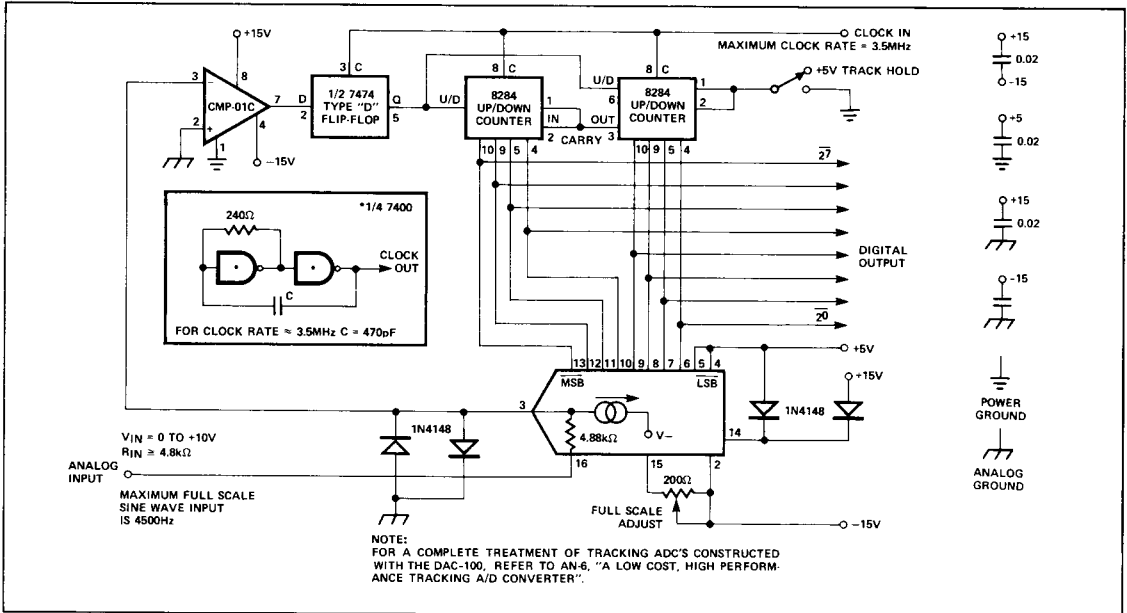 +15V
3
8
CMP-01C
7
2
+
1
4
-15V
3 C
D
1/2 7474
TYPE "D"
FLIP-FLOP
Q
2
5
8 C
U/D
8284
UP/DOWN
COUNTER
1
IN
2
CARRY
10 9 5 4
8 C
U/D
6
8284
UP/DOWN
COUNTER
OUT
3
1
2
10 9 5 4
CLOCK IN
MAXIMUM CLOCK RATE = 3.5MHz
+5V TRACK HOLD
27
DIGITAL
OUTPUT
20
*1/4 7400
240Ω
CLOCK
OUT
C
FOR CLOCK RATE ≈ 3.5MHz C = 470pF
13 12 11 10 9 8 7 6 5 4
MSB
LSB
+5V
+15V
3
4.88kΩ
V−
14
1N4148
1N4148
16
15
2
200Ω
FULL SCALE
ADJUST
−15V
VIN = 0 TO +10V
RIN ≥ 4.8kΩ
ANALOG
INPUT
MAXIMUM FULL SCALE
SINE WAVE INPUT
IS 4500Hz
NOTE:
FOR A COMPLETE TREATMENT OF TRACKING ADC'S CONSTRUCTED
WITH THE DAC-100, REFER TO AN-6, "A LOW COST, HIGH PERFORM-
ANCE TRACKING A/D CONVERTER".
+15
0.02
-15
+5
0.02
+15
0.02
-15
POWER
GROUND
ANALOG
GROUND